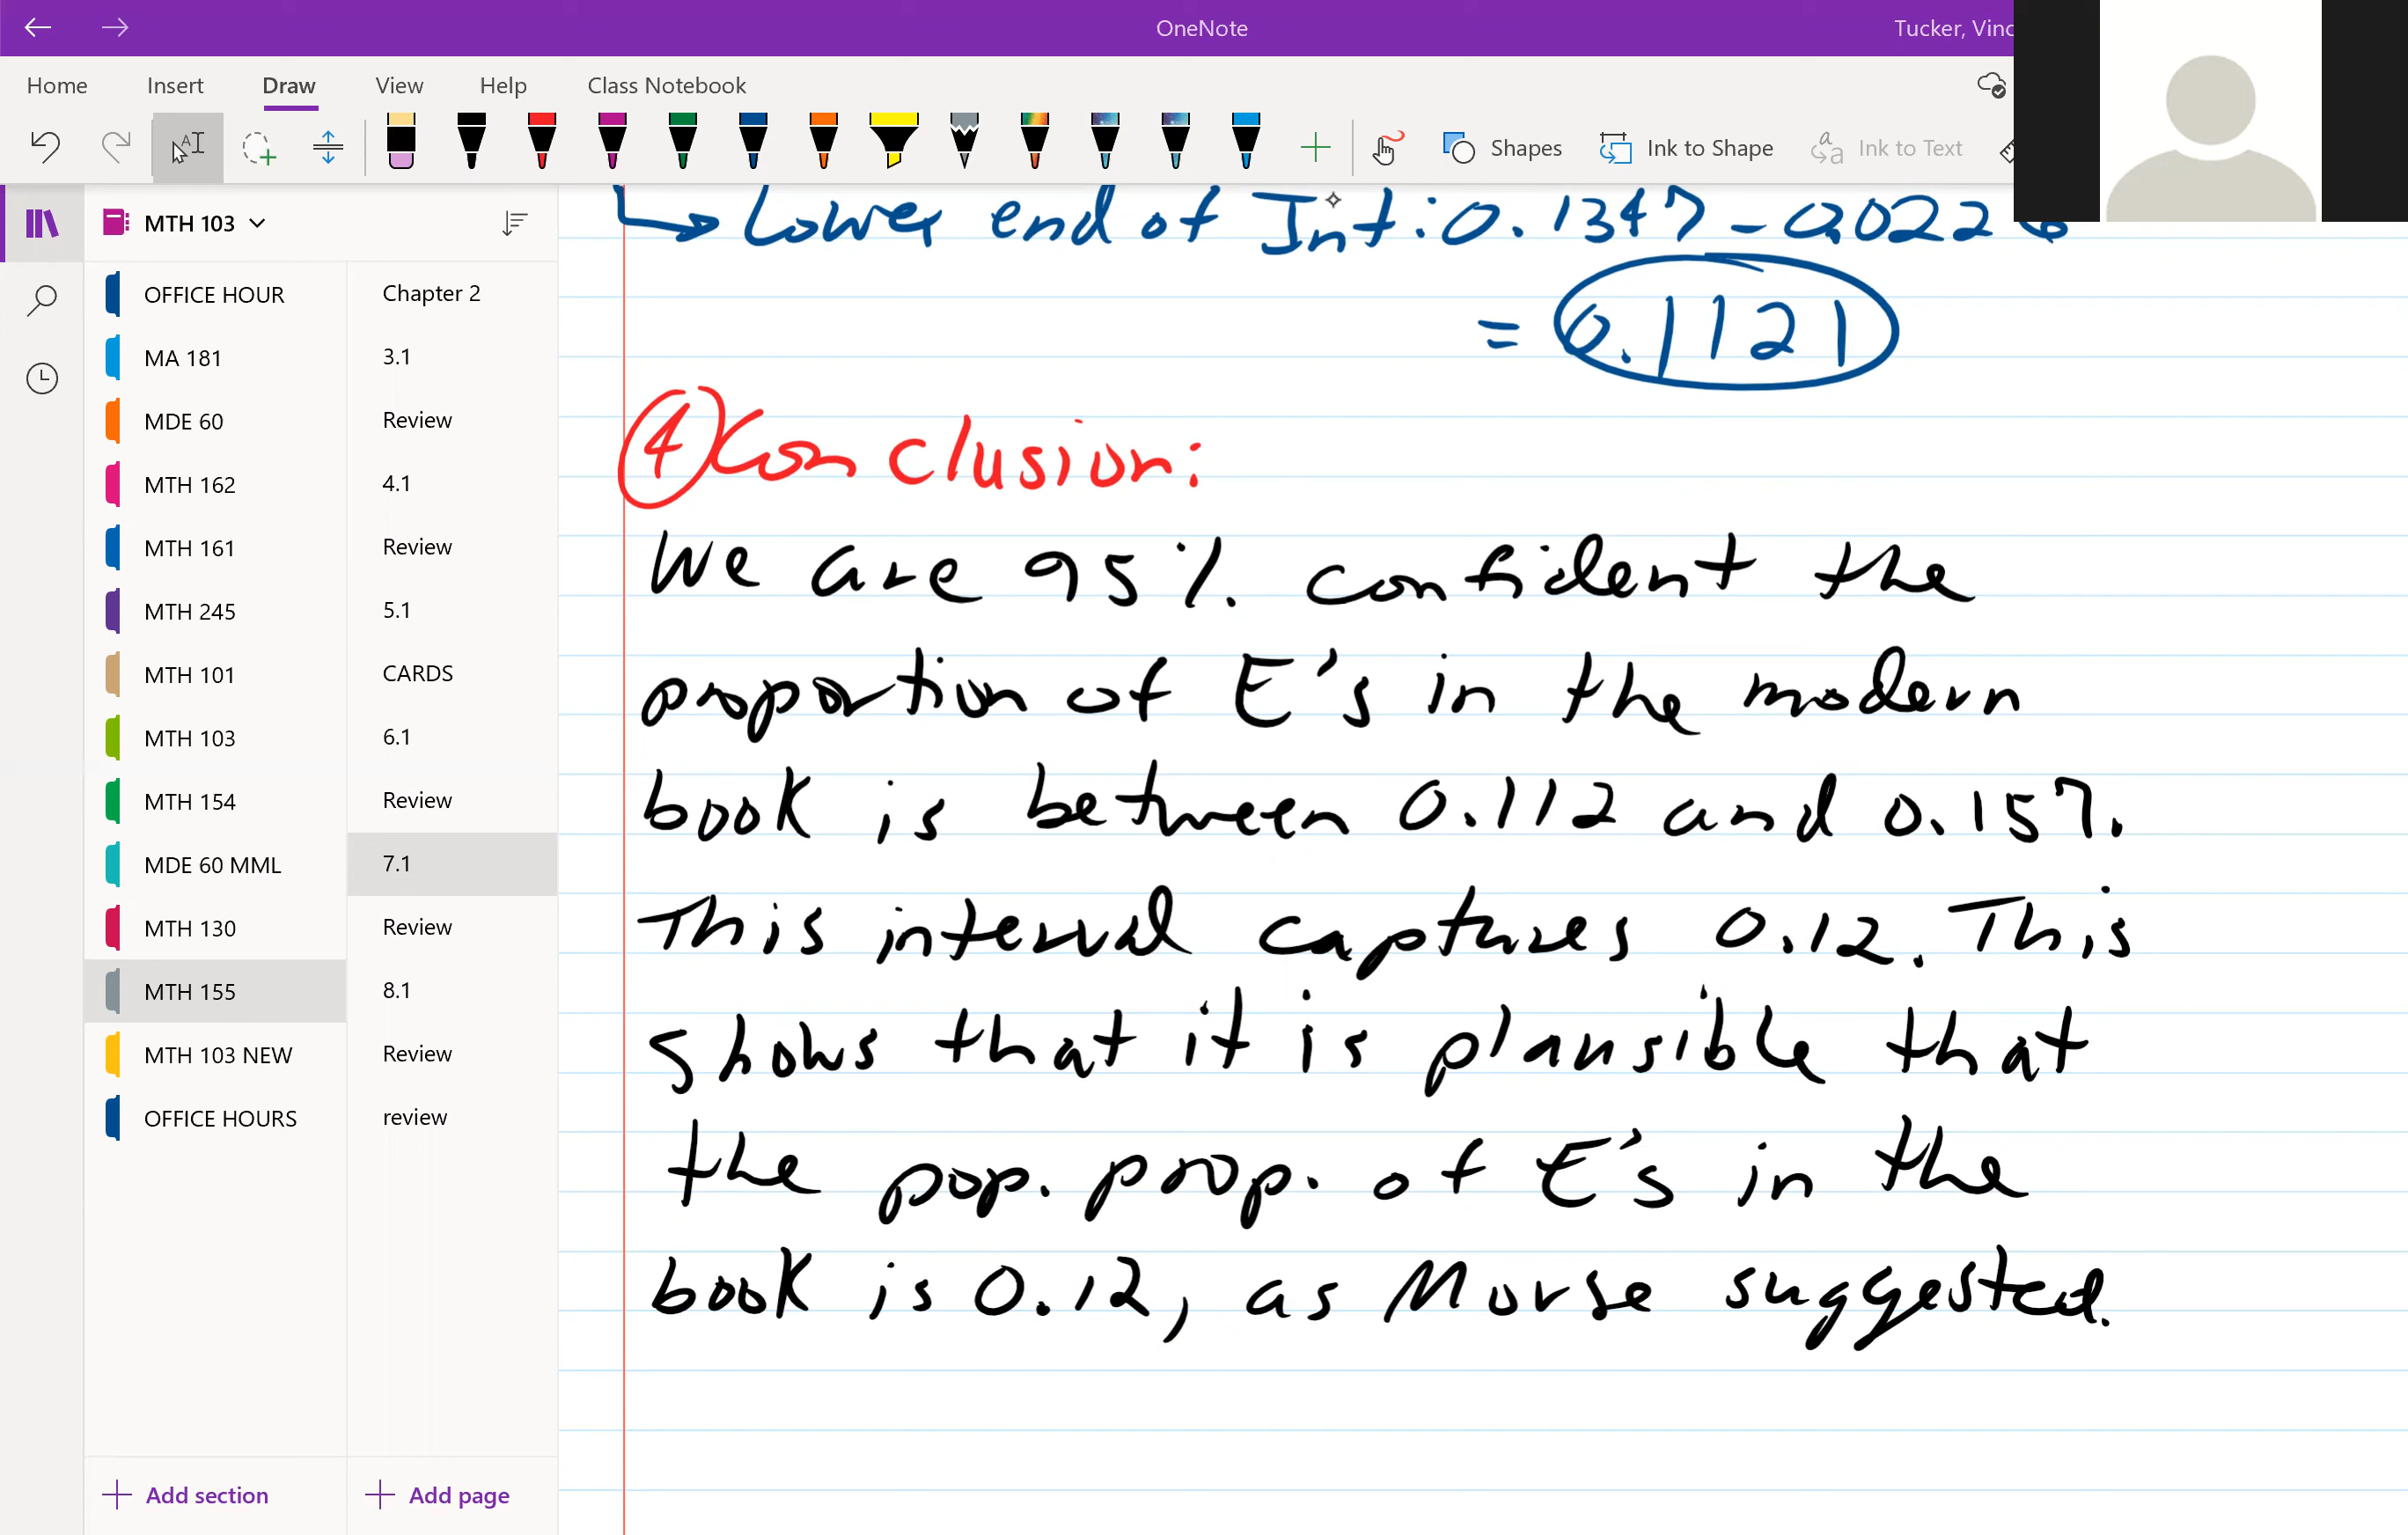 OneNote
Tucker, Vinc
Home Insert Draw View Help Class Notebook
Shapes Ink to Shape Ink to Text
MTH 103
OFFICE HOUR
MA 181
MDE 60
MTH 162
MTH 161
MTH 245
MTH 101
MTH 103
MTH 154
MDE 60 MML
MTH 130
MTH 155
MTH 103 NEW
OFFICE HOURS
Add section
Chapter 2
3.1
Review
4.1
Review
5.1
CARDS
6.1
Review
7.1
Review
8.1
Review
review
Add page
Lower end of Int: 0.1347 - 0.0226
= 0.1121
④ Conclusion:
We are 95% confident the
proportion of E's in the modern
book is between 0.112 and 0.157.
This interval captures 0.12. This
shows that it is plausible that
the pop. prop. of E's in the
book is 0.12, as Morse suggested.